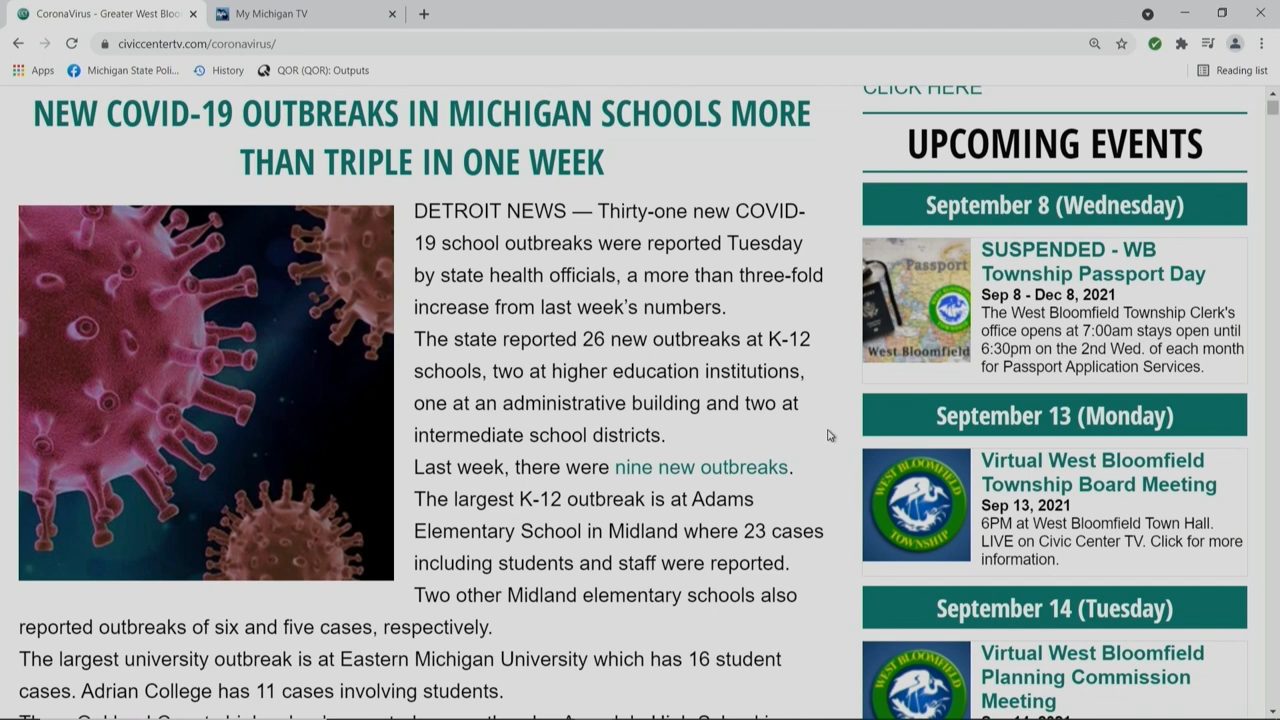 CoronaVirus - Greater West Bloo
My Michigan TV
civiccentertv.com/coronavirus/
Apps
Michigan State Poli...
History
QOR (QOR): Outputs
Reading list
NEW COVID-19 OUTBREAKS IN MICHIGAN SCHOOLS MORE
THAN TRIPLE IN ONE WEEK
DETROIT NEWS — Thirty-one new COVID-
19 school outbreaks were reported Tuesday
by state health officials, a more than three-fold
increase from last week's numbers.
The state reported 26 new outbreaks at K-12
schools, two at higher education institutions,
one at an administrative building and two at
intermediate school districts.
Last week, there were nine new outbreaks.
The largest K-12 outbreak is at Adams
Elementary School in Midland where 23 cases
including students and staff were reported.
Two other Midland elementary schools also
reported outbreaks of six and five cases, respectively.
The largest university outbreak is at Eastern Michigan University which has 16 student
cases. Adrian College has 11 cases involving students.
CLICK HERE
UPCOMING EVENTS
September 8 (Wednesday)
Passport
West Bloomfield
SUSPENDED - WB
Township Passport Day
Sep 8 - Dec 8, 2021
The West Bloomfield Township Clerk's
office opens at 7:00am stays open until
6:30pm on the 2nd Wed. of each month
for Passport Application Services.
September 13 (Monday)
WEST BLOOMFIELD
TOWNSHIP
Virtual West Bloomfield
Township Board Meeting
Sep 13, 2021
6PM at West Bloomfield Town Hall.
LIVE on Civic Center TV. Click for more
information.
September 14 (Tuesday)
WEST BLOOMFIELD
Virtual West Bloomfield
Planning Commission
Meeting